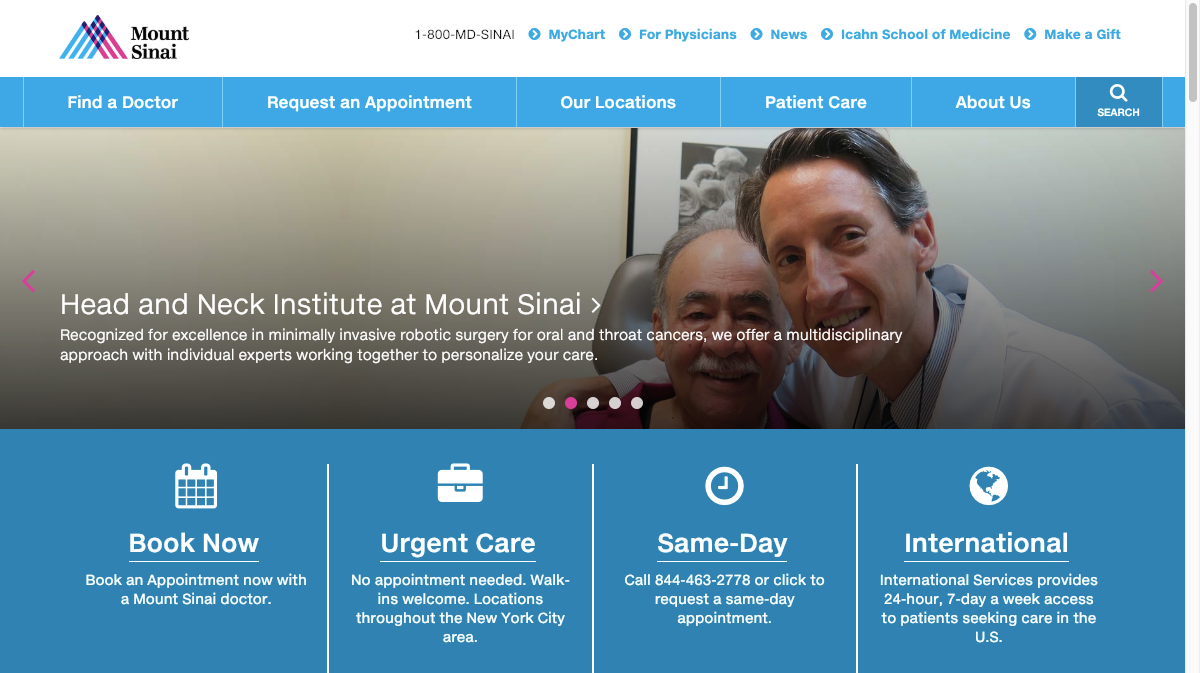 Mount
Sinai
1-800-MD-SINAI
MyChart
For Physicians
News
Icahn School of Medicine
Make a Gift
Find a Doctor
Request an Appointment
Our Locations
Patient Care
About Us
SEARCH
Head and Neck Institute at Mount Sinai
Recognized for excellence in minimally invasive robotic surgery for oral and throat cancers, we offer a multidisciplinary
approach with individual experts working together to personalize your care.
Book Now
Book an Appointment now with
a Mount Sinai doctor.
Urgent Care
No appointment needed. Walk-
ins welcome. Locations
throughout the New York City
area.
Same-Day
Call 844-463-2778 or click to
request a same-day
appointment.
International
International Services provides
24-hour, 7-day a week access
to patients seeking care in the
U.S.